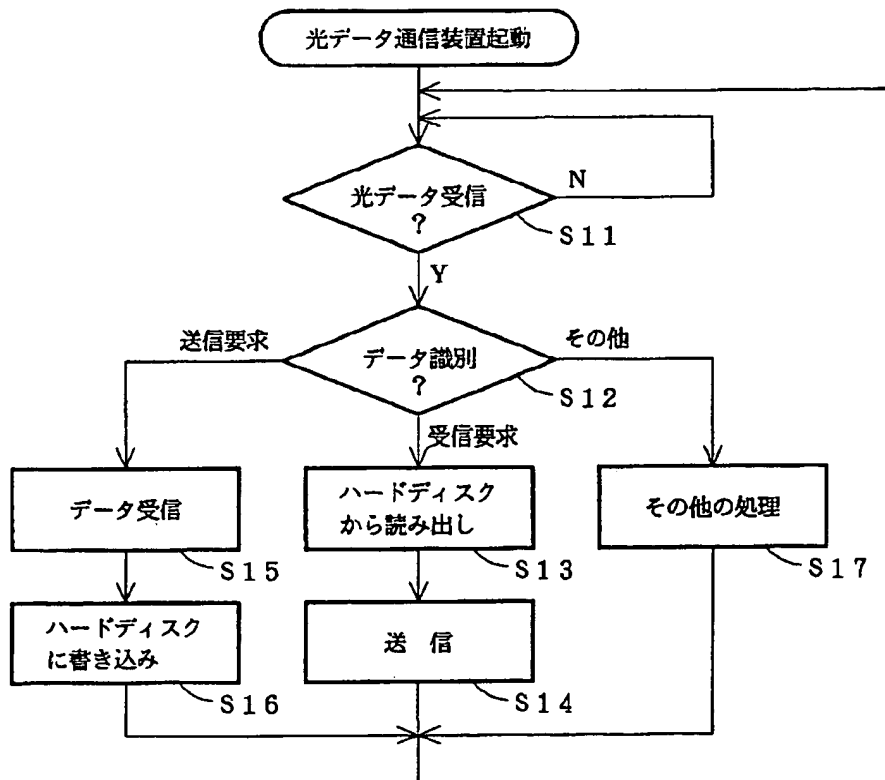 光データ通信装置起動
光データ受信
?
N
S11
Y
送信要求
データ識別
?
その他
S12
受信要求
データ受信
S15
ハードディスク
から読み出し
S13
その他の処理
S17
ハードディスク
に書き込み
S16
送 信
S14